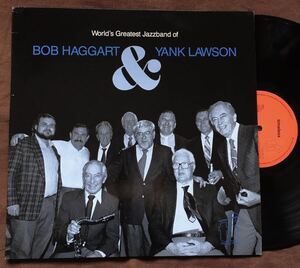 World's Greatest Jazzband of
BOB HAGGART & YANK LAWSON